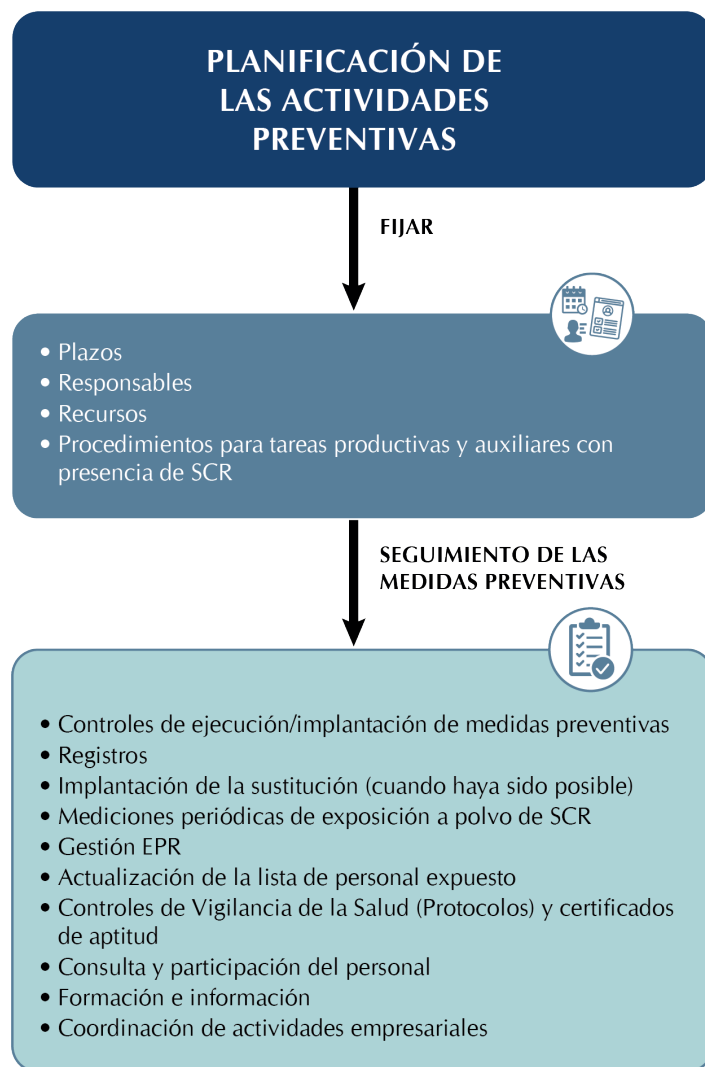 PLANIFICACIÓN DE
LAS ACTIVIDADES
PREVENTIVAS
FIJAR
• Plazos
• Responsables
• Recursos
• Procedimientos para tareas productivas y auxiliares con
presencia de SCR
SEGUIMIENTO DE LAS
MEDIDAS PREVENTIVAS
• Controles de ejecución/implantación de medidas preventivas
• Registros
• Implantación de la sustitución (cuando haya sido posible)
• Mediciones periódicas de exposición a polvo de SCR
• Gestión EPR
• Actualización de la lista de personal expuesto
• Controles de Vigilancia de la Salud (Protocolos) y certificados
de aptitud
• Consulta y participación del personal
• Formación e información
• Coordinación de actividades empresariales